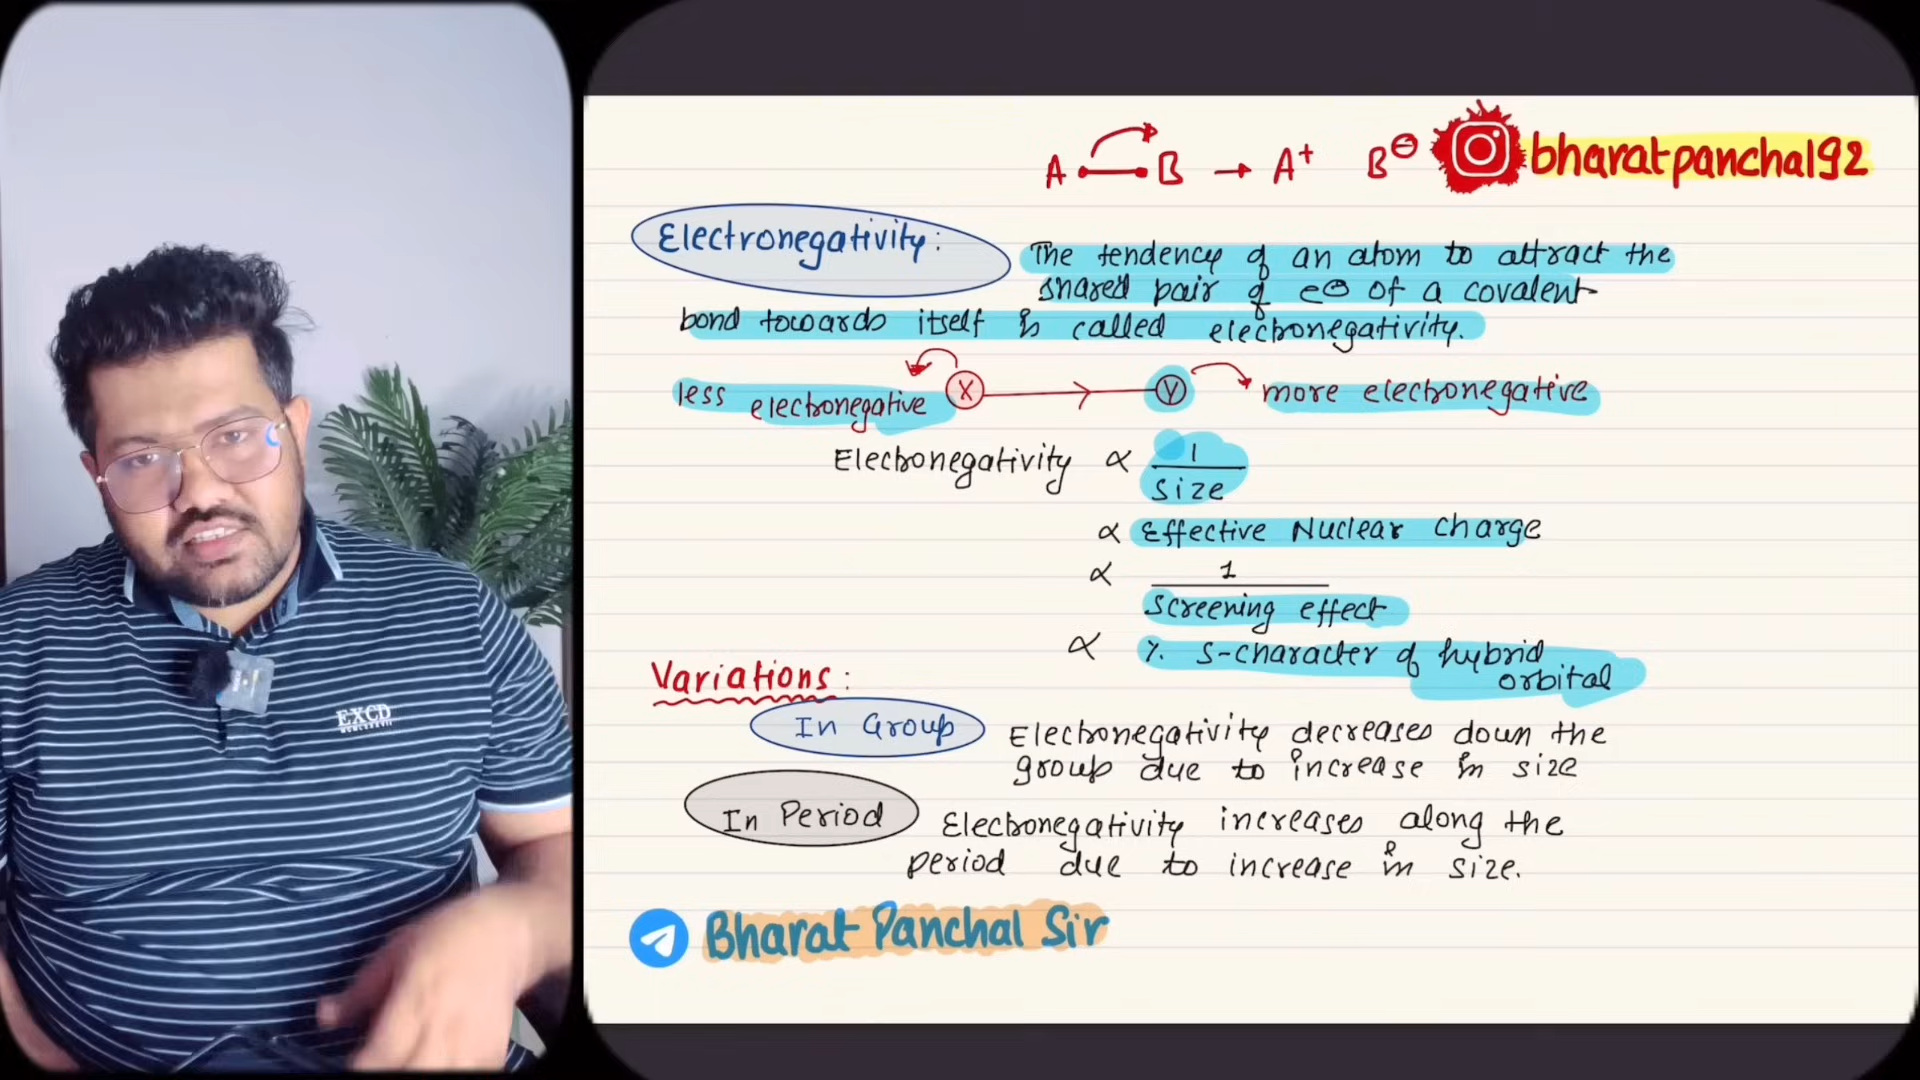 A B → A+ B⊖ bharatpanchal92
Electronegativity: The tendency of an atom to attract the
shared pair of e⊖ of a covalent
bond towards itself is called electronegativity.
less electronegative X Y more electronegative
Electronegativity ∝ 1
size
∝ Effective Nuclear Charge
∝ 1
Screening effect
∝ %. s-character of hybrid
orbital
Variations:
In Group Electronegativity decreases down the
group due to increase in size
In Period Electronegativity increases along the
period due to increase in size.
Bharat Panchal Sir
EXCD